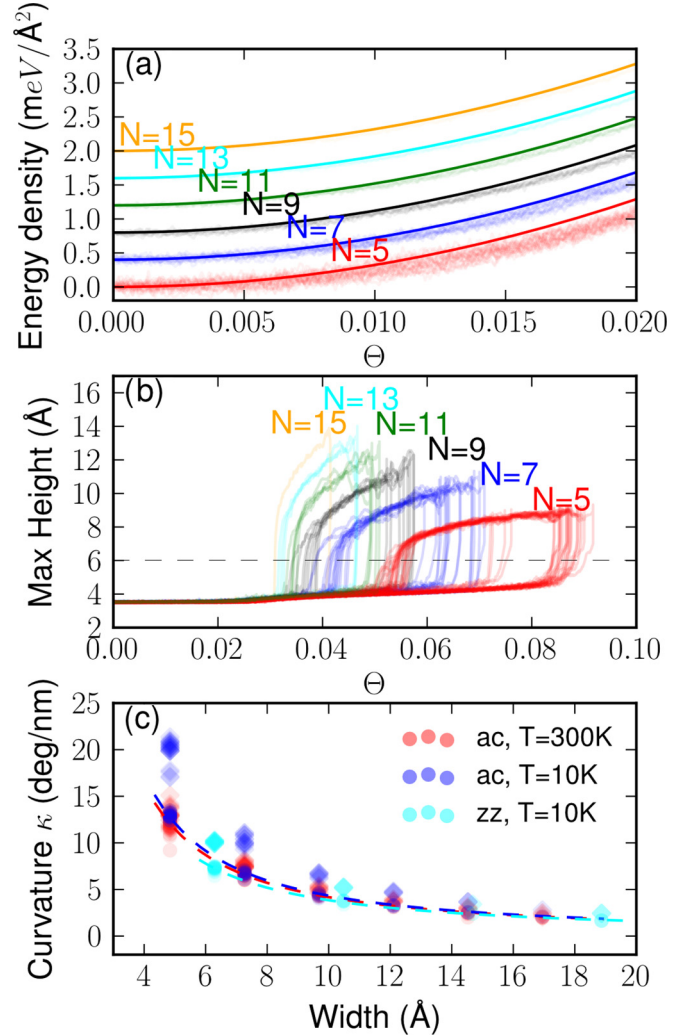 (a)
Energy density (meV/Å²)
3.5
3.0
2.5
2.0
1.5
1.0
0.5
0.0
N=15
N=13
N=11
N=9
N=7
N=5
0.000 0.005 0.010 0.015 0.020
Θ
(b)
Max Height (Å)
16
14
12
10
8
6
4
2
N=13
N=15 N=11
N=9
N=7
N=5
0.00 0.02 0.04 0.06 0.08 0.10
Θ
(c)
Curvature κ (deg/nm)
25
20
15
10
5
0
ac, T=300K
ac, T=10K
zz, T=10K
4 6 8 10 12 14 16 18 20
Width (Å)